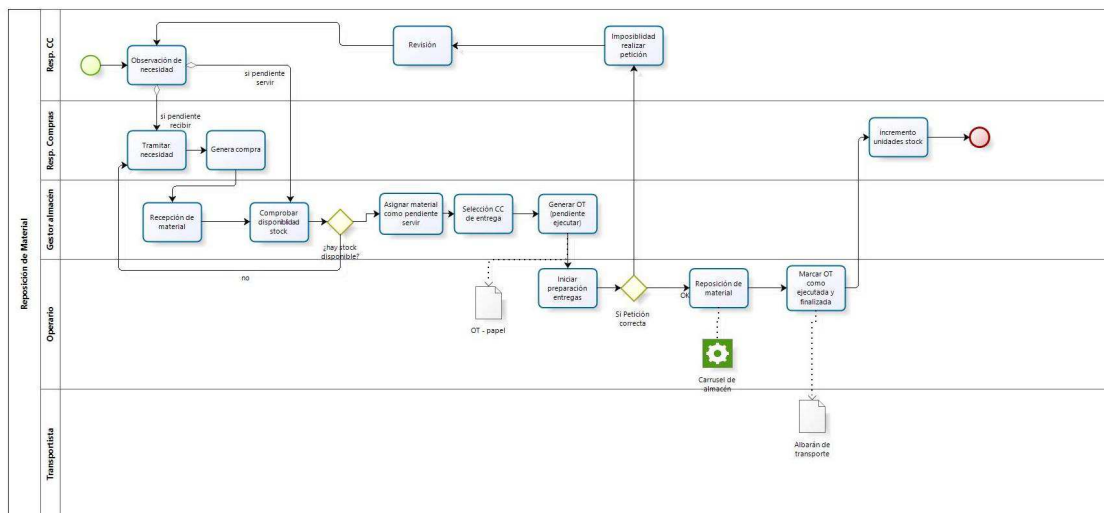 Reposición de Material
Resp. CC
Observación de
necesidad
si pendiente
servir
Revisión
Imposiblidad
realizar
petición
Resp. Compras
si pendiente
recibir
Tramitar
necesidad
Genera compra
incremento
unidades stock
Gestor almacén
Recepción de
material
Comprobar
disponiblidad
stock
¿hay stock
disponible?
no
Asignar material
como pendiente
servir
Selección CC
de entrega
Generar OT
(pendiente
ejecutar)
Operario
OT - papel
Iniciar
preparación
entregas
Si Petición
correcta
OK
Reposición de
material
Carrusel de
almacén
Marcar OT
como
ejecutada y
finalizada
Transportista
Albarán de
transporte